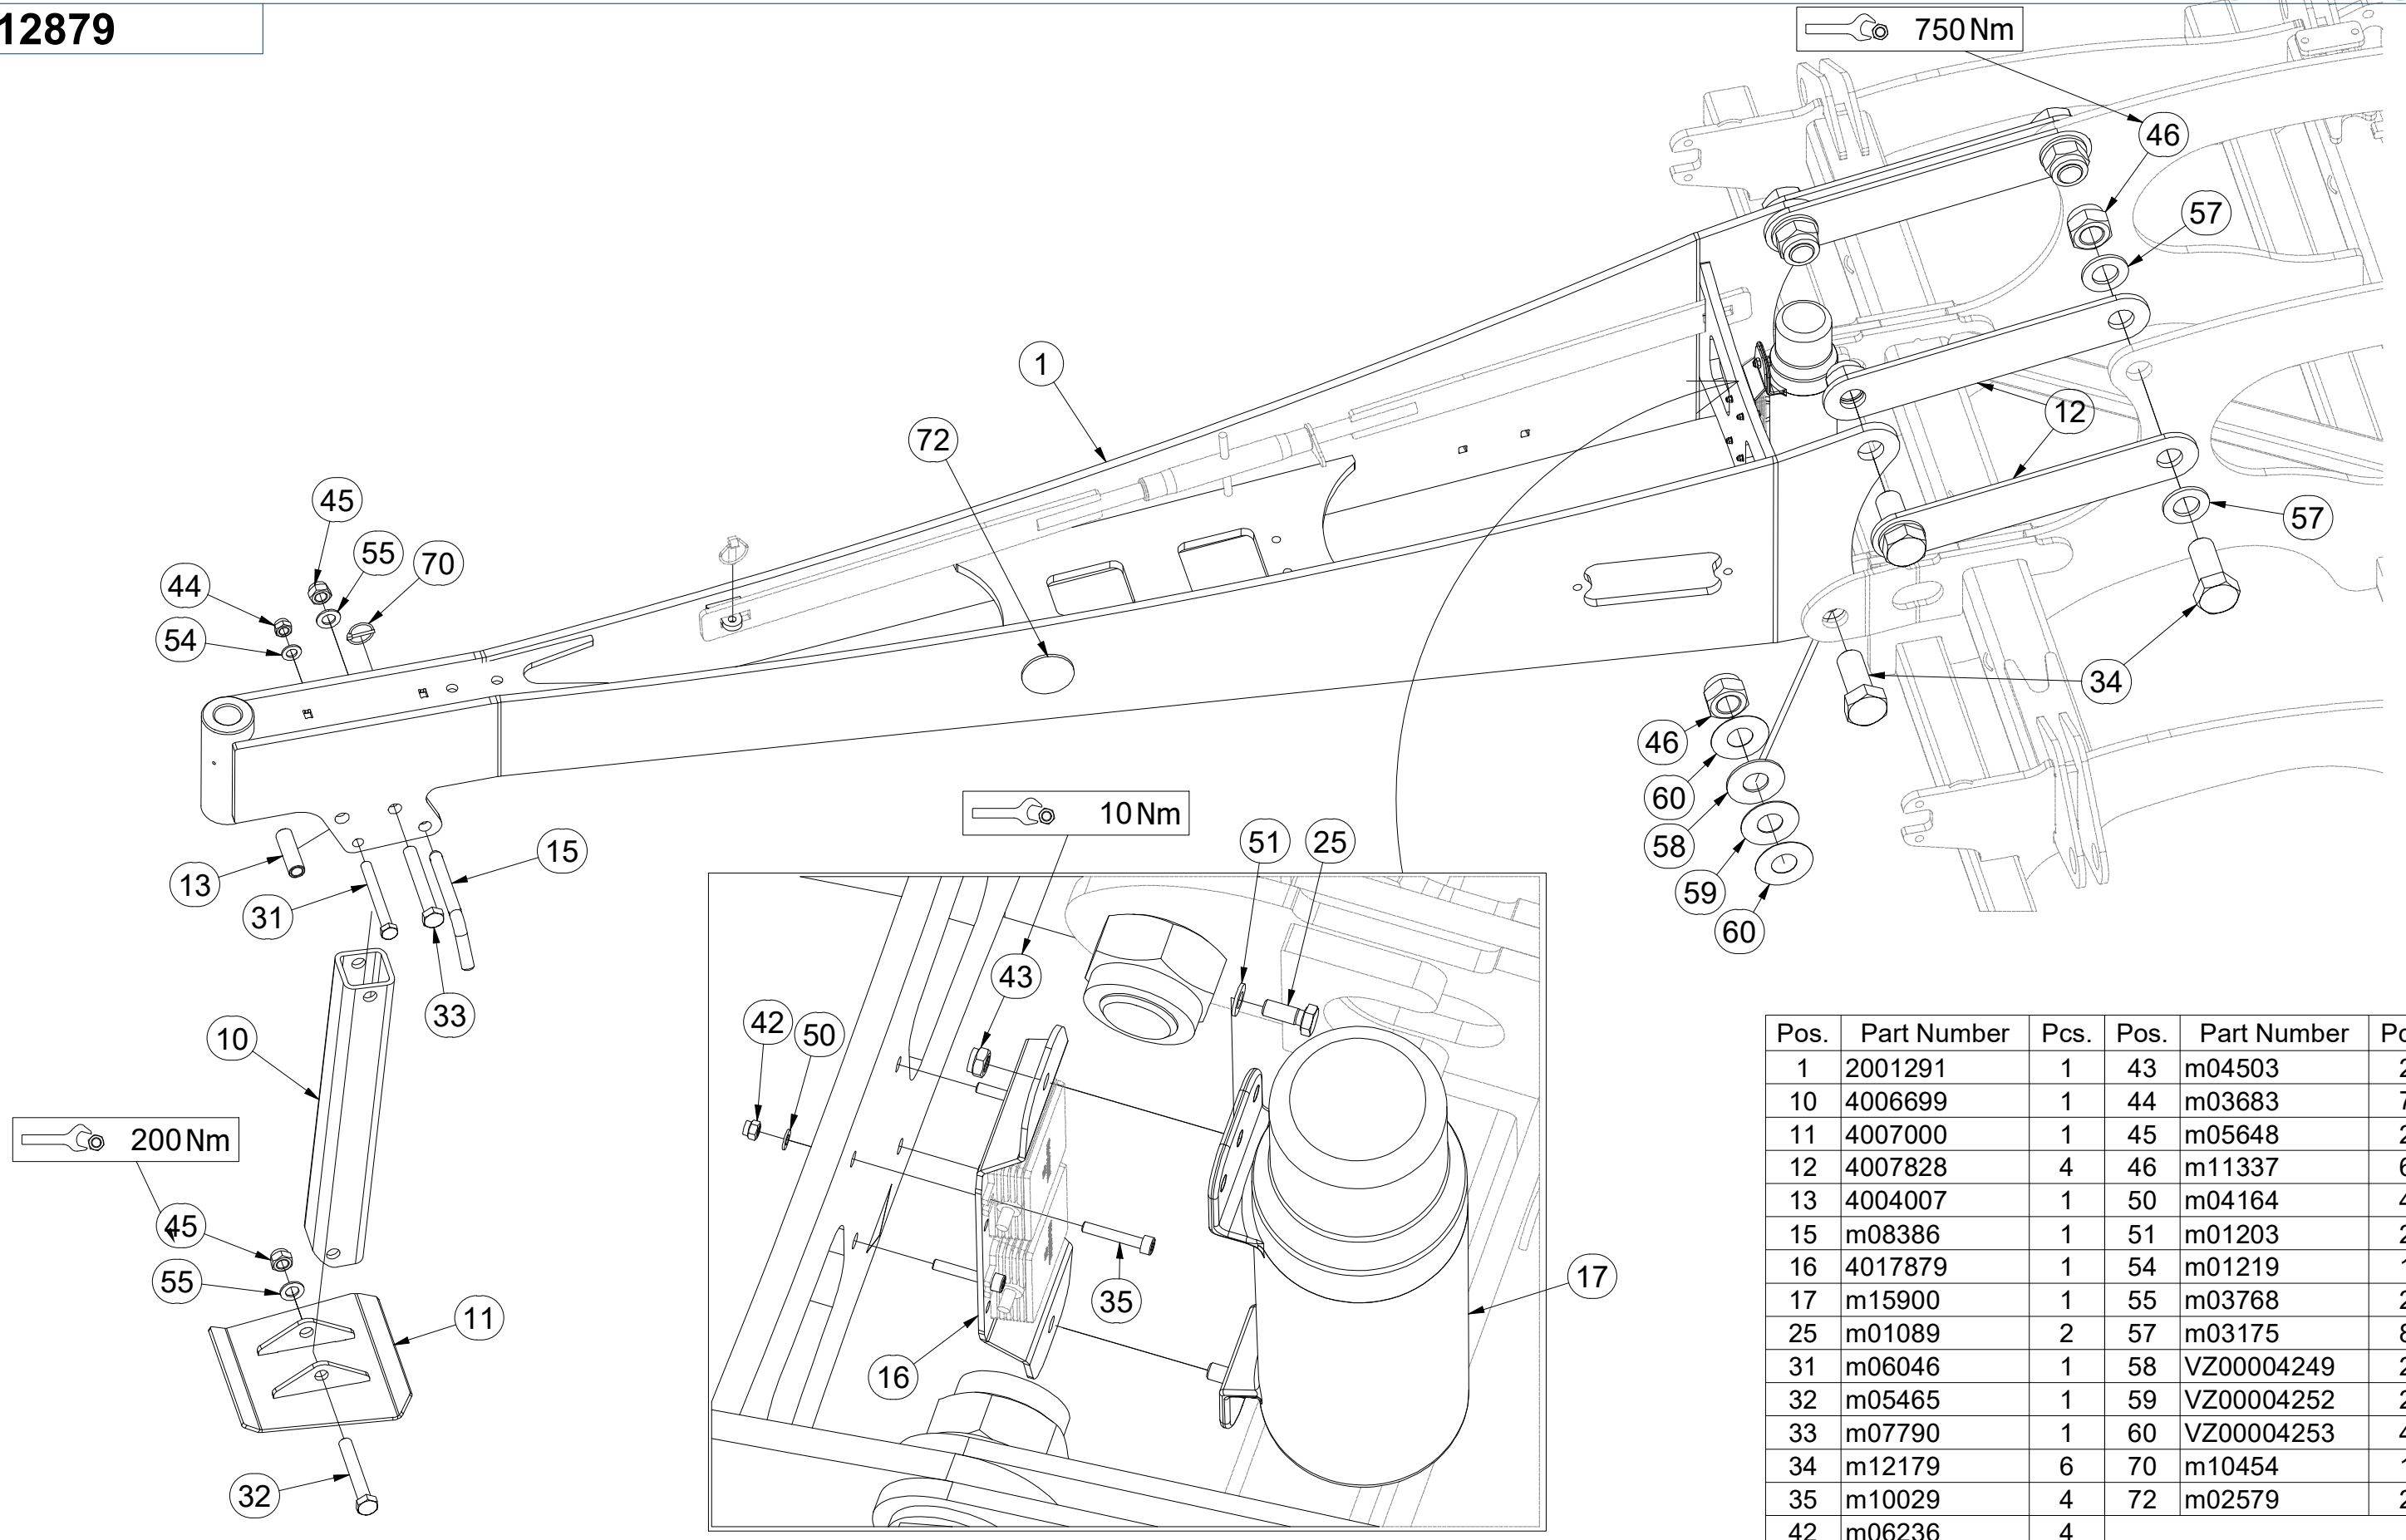 12879
750 Nm
46
57
1
12
72
45
57
55
70
44
54
34
46
10 Nm
60
51
25
15
58
13
31
59
60
43
33
42
50
10
200 Nm
45
17
55
35
11
16
32
Pos. Part Number Pcs. Pos. Part Number
1 2001291 1 43 m04503
10 4006699 1 44 m03683
11 4007000 1 45 m05648
12 4007828 4 46 m11337
13 4004007 1 50 m04164
15 m08386 1 51 m01203
16 4017879 1 54 m01219
17 m15900 1 55 m03768
25 m01089 2 57 m03175
31 m06046 1 58 VZ00004249
32 m05465 1 59 VZ00004252
33 m07790 1 60 VZ00004253
34 m12179 6 70 m10454
35 m10029 4 72 m02579
42 m06236 4